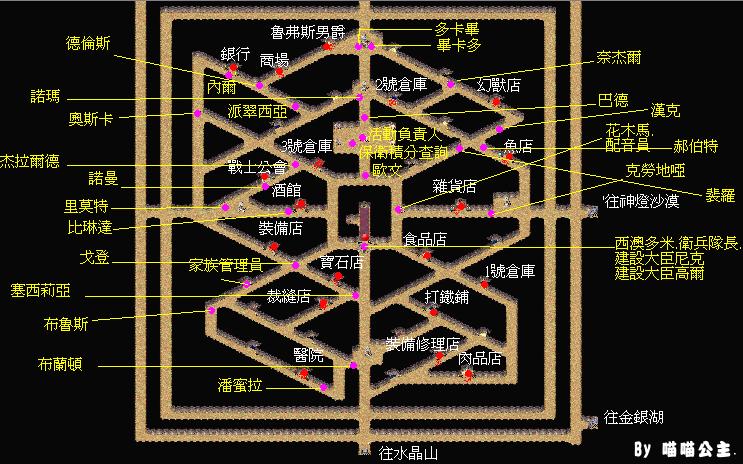 魯弗斯男爵
多卡畢
畢卡多
德倫斯
銀行
商場
內爾
2號倉庫
幻獸店
奈杰爾
諾瑪
派翠西亞
巴德
漢克
奧斯卡
活動負責人
保衛積分查詢
歐文
花木馬.
配音員
3號倉庫
魚店
郝伯特
杰拉爾德
戰士公會
諾曼
酒館
雜貨店
克勞地啞
裴羅
里莫特
往神燈沙漠
比琳達
裝備店
食品店
西澳多米.衛兵隊長.
建設大臣尼克
建設大臣高爾
戈登
家族管理員
寶石店
1號倉庫
塞西莉亞
裁縫店
打鐵鋪
布魯斯
裝備修理店
布蘭頓
醫院
肉品店
潘蜜拉
往金銀湖
往水晶山
By 喵喵公主.